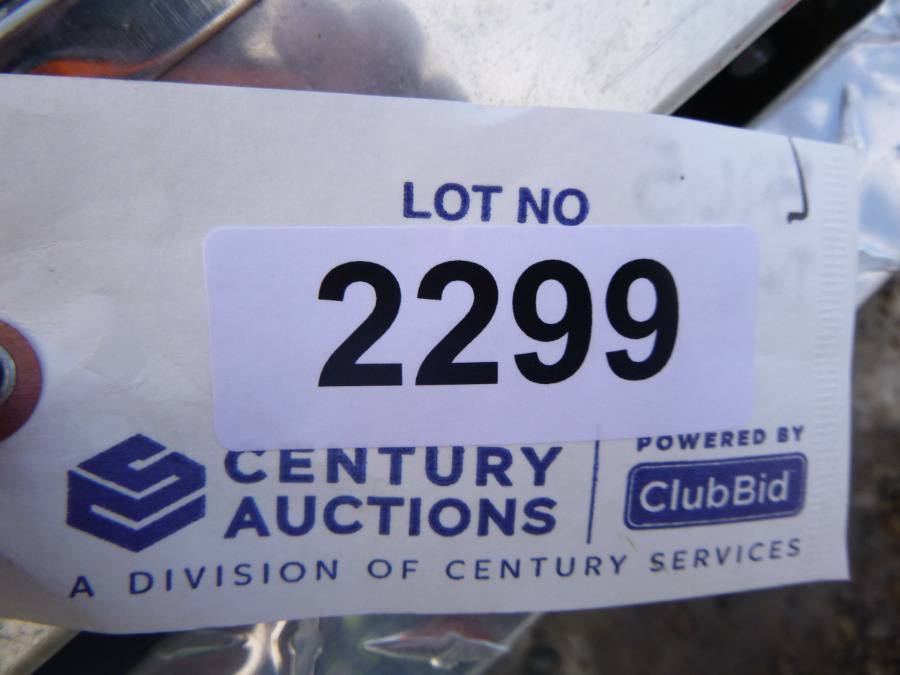 LOT NO
2299
CENTURY
AUCTIONS
POWERED BY
ClubBid
A DIVISION OF CENTURY SERVICES